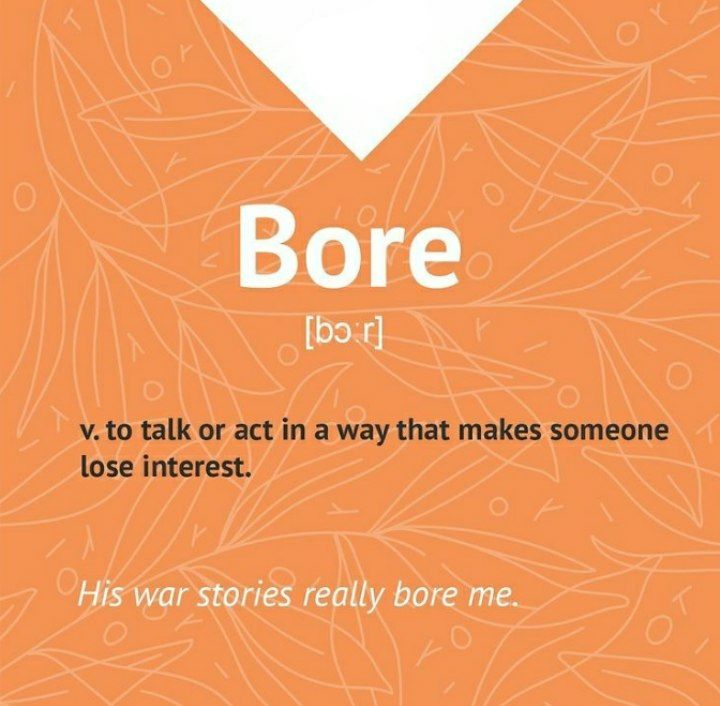 Bore
[bɔːr]
v. to talk or act in a way that makes someone
lose interest.
His war stories really bore me.